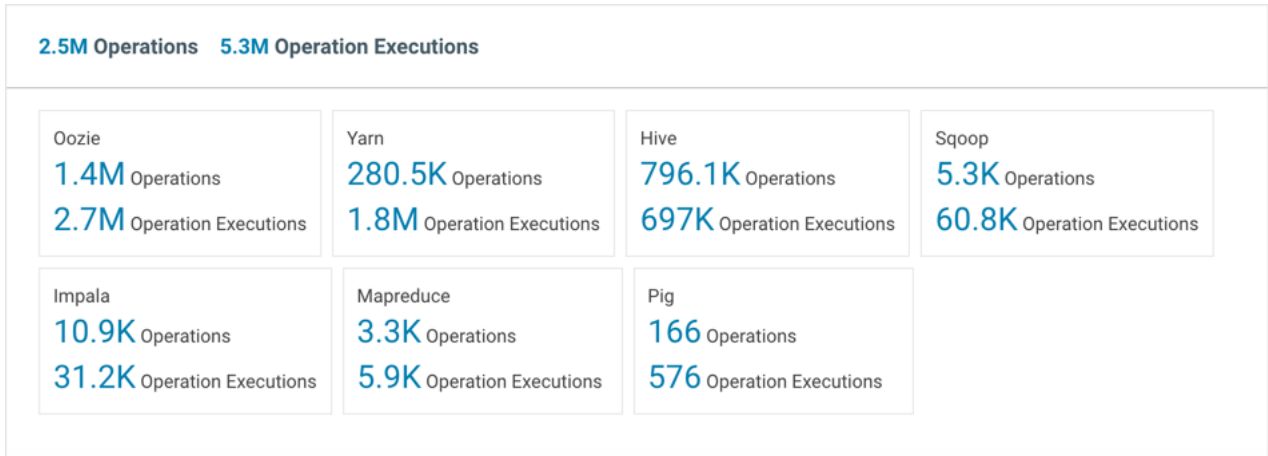 2.5M Operations 5.3M Operation Executions
Oozie
1.4M Operations
2.7M Operation Executions
Yarn
280.5K Operations
1.8M Operation Executions
Hive
796.1K Operations
697K Operation Executions
Sqoop
5.3K Operations
60.8K Operation Executions
Impala
10.9K Operations
31.2K Operation Executions
Mapreduce
3.3K Operations
5.9K Operation Executions
Pig
166 Operations
576 Operation Executions